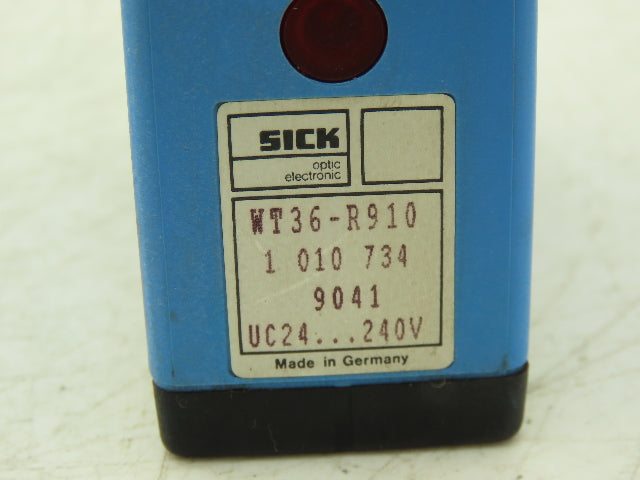 SICK
optic
electronic
WT36-R910
1 010 734
9041
UC24...240V
Made in Germany